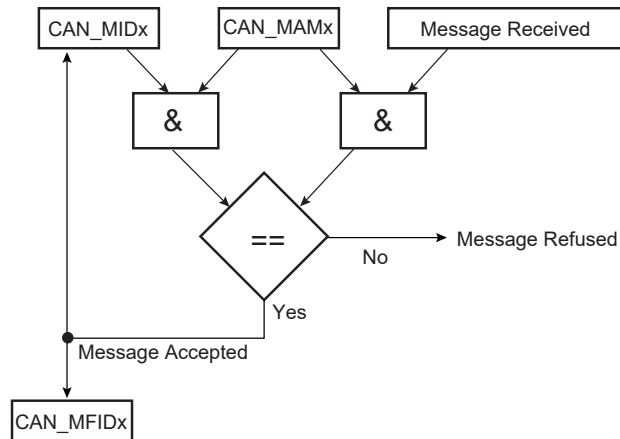 CAN_MIDx
CAN_MAMx
Message Received
&
&
==
No
Message Refused
Yes
Message Accepted
CAN_MFIDx